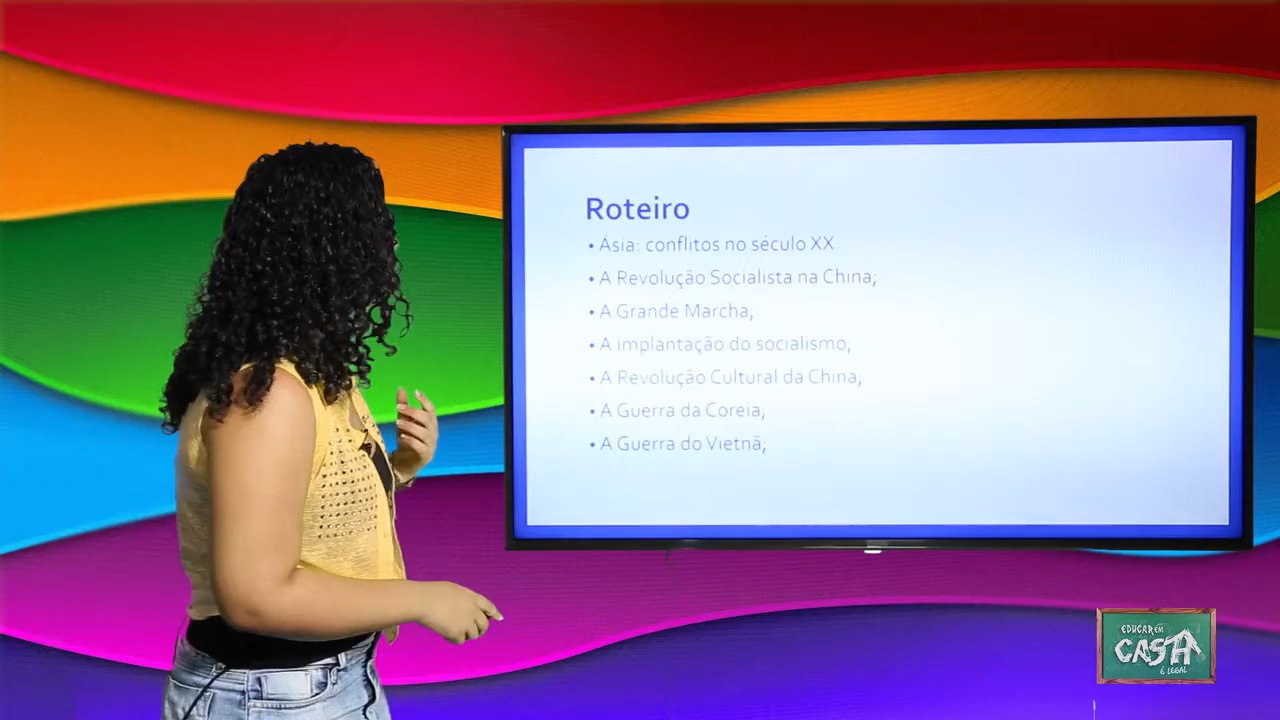 Roteiro
• Ásia: conflitos no século XX
• A Revolução Socialista na China;
• A Grande Marcha,
• A implantação do socialismo,
• A Revolução Cultural da China;
• A Guerra da Coreia;
• A Guerra do Vietnã;
EDUCAR EM
CASA
É LEGAL